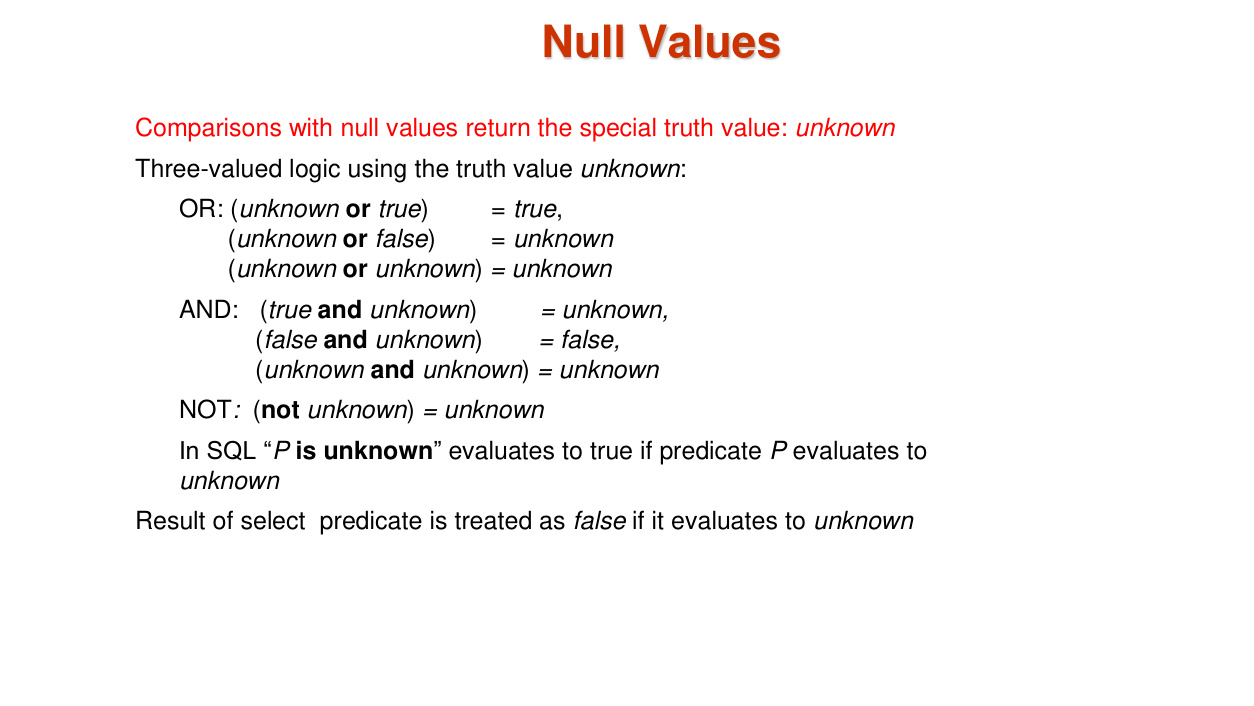 Null Values
Comparisons with null values return the special truth value: unknown
Three-valued logic using the truth value unknown:
OR: (unknown or true) = true,
(unknown or false) = unknown
(unknown or unknown) = unknown
AND: (true and unknown) = unknown,
(false and unknown) = false,
(unknown and unknown) = unknown
NOT: (not unknown) = unknown
In SQL “P is unknown” evaluates to true if predicate P evaluates to
unknown
Result of select predicate is treated as false if it evaluates to unknown